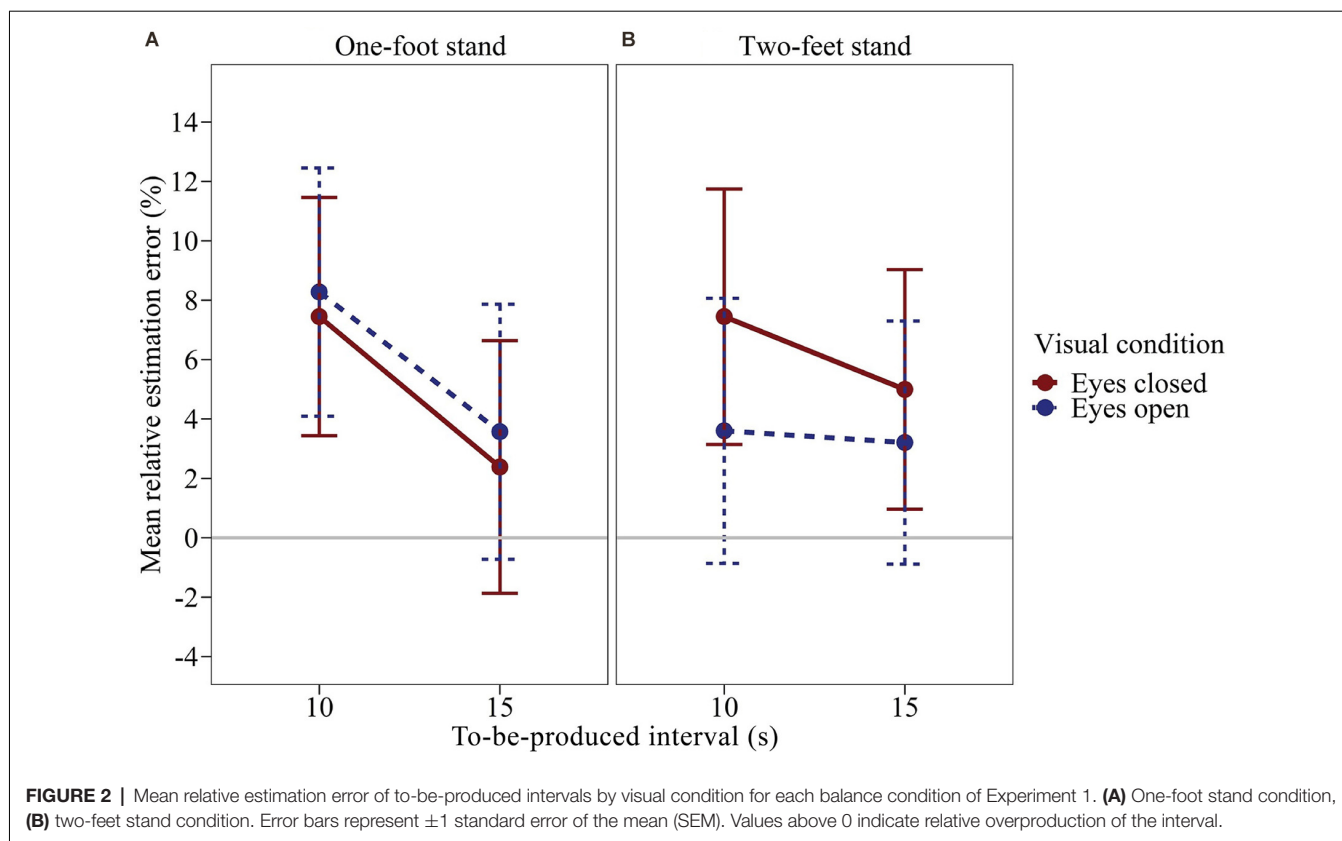 A
One-foot stand
B
Two-feet stand
Mean relative estimation error (%)
14
12
10
8
6
4
2
0
-2
-4
10
15
10
15
To-be-produced interval (s)
Visual condition
Eyes closed
Eyes open
FIGURE 2 | Mean relative estimation error of to-be-produced intervals by visual condition for each balance condition of Experiment 1. (A) One-foot stand condition,
(B) two-feet stand condition. Error bars represent ±1 standard error of the mean (SEM). Values above 0 indicate relative overproduction of the interval.